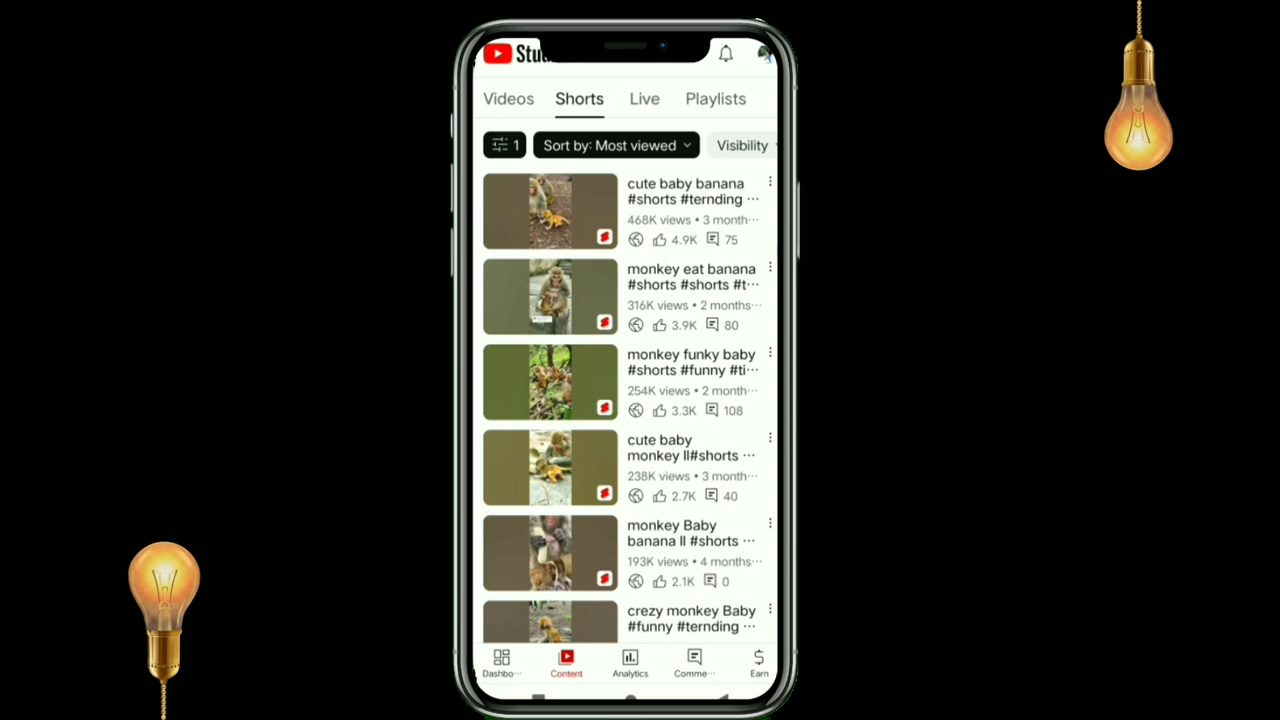 Stu
Videos Shorts Live Playlists
1 Sort by: Most viewed Visibility
cute baby banana
#shorts #ternding ...
468K views • 3 month...
4.9K 75
monkey eat banana
#shorts #shorts #t...
316K views • 2 months...
3.9K 80
monkey funky baby
#shorts #funny #ti...
254K views • 2 month...
3.3K 108
cute baby
monkey ll#shorts ...
238K views • 3 month...
2.7K 40
monkey Baby
banana ll #shorts ...
193K views • 4 months...
2.1K 0
crezy monkey Baby
#funny #ternding ...
Dashbo... Content Analytics Comme... Earn